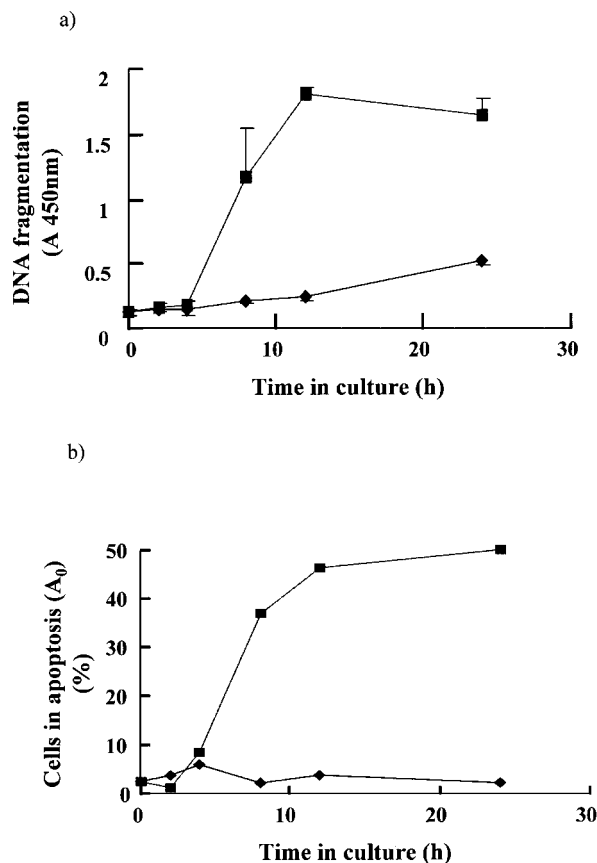 a)
2
1.5
1
0.5
0
DNA fragmentation
(A 450nm)
0
10
20
30
Time in culture (h)
b)
50
40
30
20
10
0
Cells in apoptosis (A₀)
(%)
0
10
20
30
Time in culture (h)